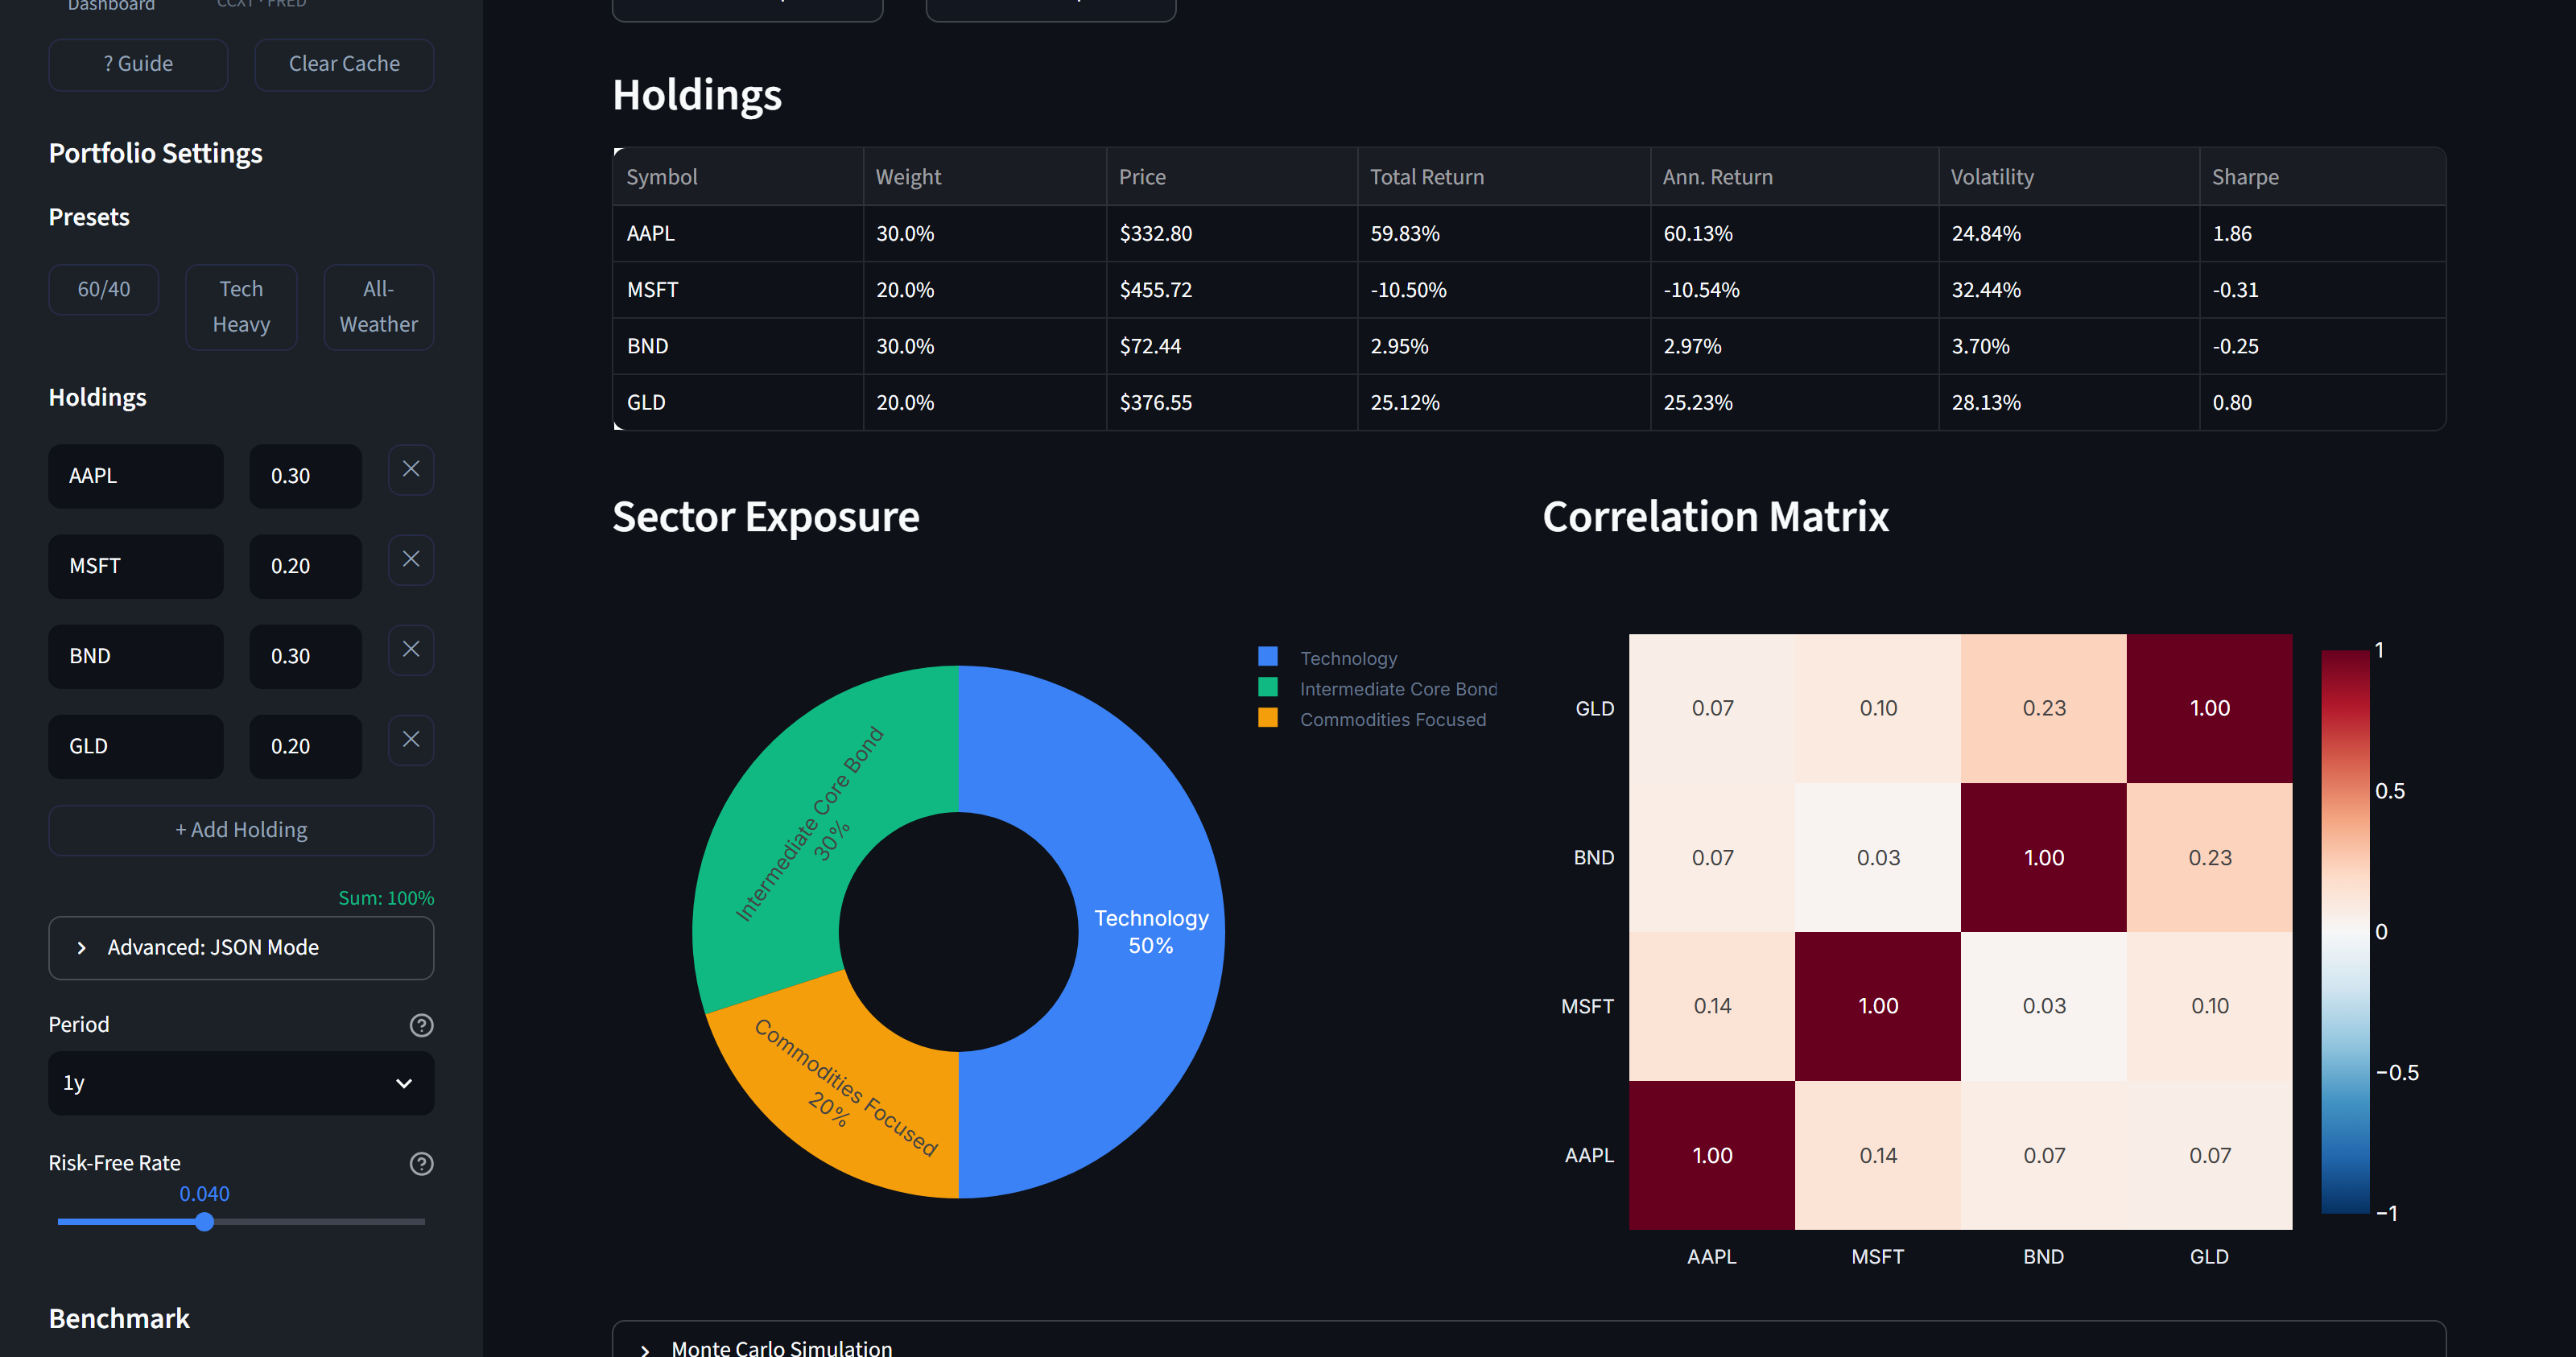 Dashboard
CCXT · FRED
? Guide
Clear Cache
Portfolio Settings
Presets
60/40
Tech
Heavy
All-
Weather
Holdings
AAPL 0.30
MSFT 0.20
BND 0.30
GLD 0.20
+ Add Holding
Sum: 100%
Advanced: JSON Mode
Period
1y
Risk-Free Rate
0.040
Benchmark
Holdings
Symbol Weight Price Total Return Ann. Return Volatility Sharpe
AAPL 30.0% $332.80 59.83% 60.13% 24.84% 1.86
MSFT 20.0% $455.72 -10.50% -10.54% 32.44% -0.31
BND 30.0% $72.44 2.95% 2.97% 3.70% -0.25
GLD 20.0% $376.55 25.12% 25.23% 28.13% 0.80
Sector Exposure
Technology
Intermediate Core Bond
Commodities Focused
Intermediate Core Bond
30%
Technology
50%
Commodities Focused
20%
Correlation Matrix
GLD 0.07 0.10 0.23 1.00
BND 0.07 0.03 1.00 0.23
MSFT 0.14 1.00 0.03 0.10
AAPL 1.00 0.14 0.07 0.07
AAPL MSFT BND GLD
1
0.5
0
−0.5
−1
Monte Carlo Simulation